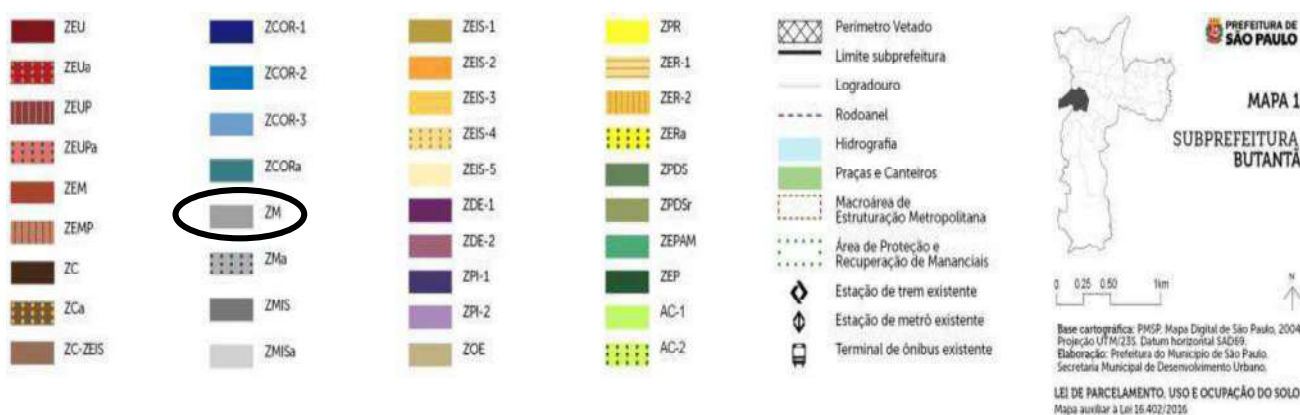 ZEU
ZEUa
ZEUP
ZEUPa
ZEM
ZEMP
ZC
ZCa
ZC-ZEIS
ZCOR-1
ZCOR-2
ZCOR-3
ZCORa
ZM
ZMa
ZMIS
ZMISa
ZEIS-1
ZEIS-2
ZEIS-3
ZEIS-4
ZEIS-5
ZDE-1
ZDE-2
ZPI-1
ZPI-2
ZOE
ZPR
ZER-1
ZER-2
ZERa
ZPDS
ZPDSr
ZEPAM
ZEP
AC-1
AC-2
Perímetro Vetado
Limite subprefeitura
Logradouro
Rodoanel
Hidrografia
Praças e Canteiros
Macroárea de
Estruturação Metropolitana
Área de Proteção e
Recuperação de Mananciais
Estação de trem existente
Estação de metrô existente
Terminal de ônibus existente
PREFEITURA DE
SÃO PAULO
MAPA 1
SUBPREFEITURA
BUTANTÃ
0 0.25 0.50 1km
N
Base cartográfica: PMSP. Mapa Digital de São Paulo, 2004
Projeção UTM/23S. Datum horizontal SAD69.
Elaboração: Prefeitura do Município de São Paulo.
Secretaria Municipal de Desenvolvimento Urbano.
LEI DE PARCELAMENTO, USO E OCUPAÇÃO DO SOLO
Mapa auxiliar à Lei 16.402/2016